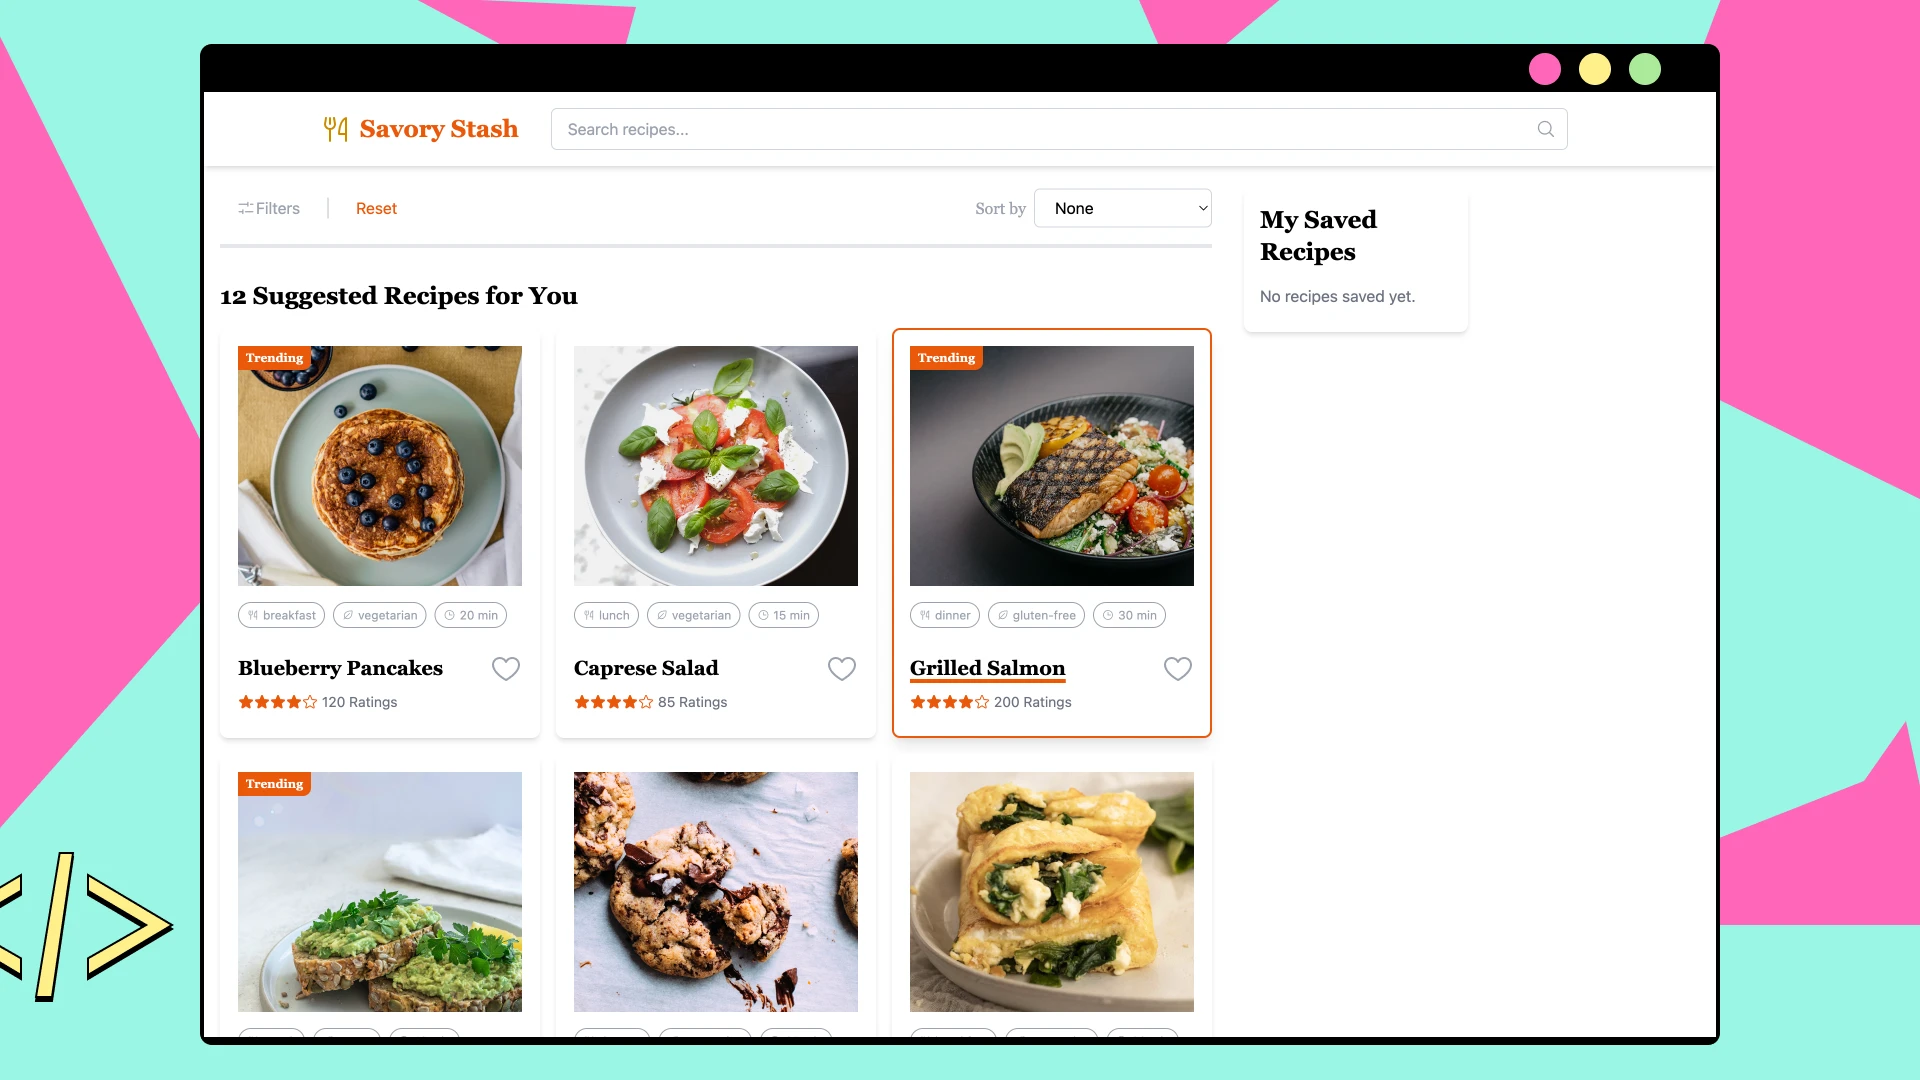 Savory Stash
Search recipes...
Filters
Reset
Sort by
None
My Saved
Recipes
No recipes saved yet.
12 Suggested Recipes for You
Trending
breakfast
vegetarian
20 min
Blueberry Pancakes
120 Ratings
lunch
vegetarian
15 min
Caprese Salad
85 Ratings
Trending
dinner
gluten-free
30 min
Grilled Salmon
200 Ratings
Trending
</>